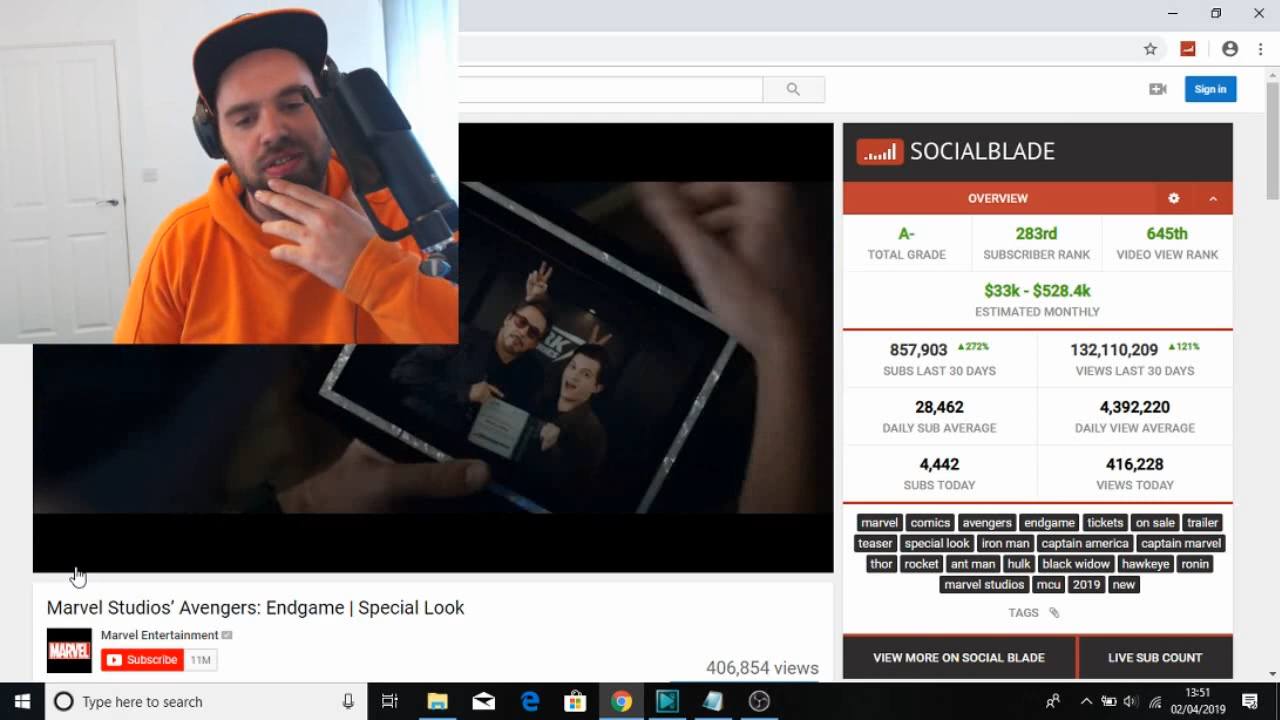 Sign in
SOCIALBLADE
OVERVIEW
A-
TOTAL GRADE
283rd
SUBSCRIBER RANK
645th
VIDEO VIEW RANK
$33k - $528.4k
ESTIMATED MONTHLY
857,903 ▲272%
SUBS LAST 30 DAYS
132,110,209 ▲121%
VIEWS LAST 30 DAYS
28,462
DAILY SUB AVERAGE
4,392,220
DAILY VIEW AVERAGE
4,442
SUBS TODAY
416,228
VIEWS TODAY
marvel comics avengers endgame tickets on sale trailer
teaser special look iron man captain america captain marvel
thor rocket ant man hulk black widow hawkeye ronin
marvel studios mcu 2019 new
TAGS
VIEW MORE ON SOCIAL BLADE
LIVE SUB COUNT
Marvel Studios’ Avengers: Endgame | Special Look
MARVEL
Marvel Entertainment
Subscribe 11M
406,854 views
Type here to search
13:51
02/04/2019